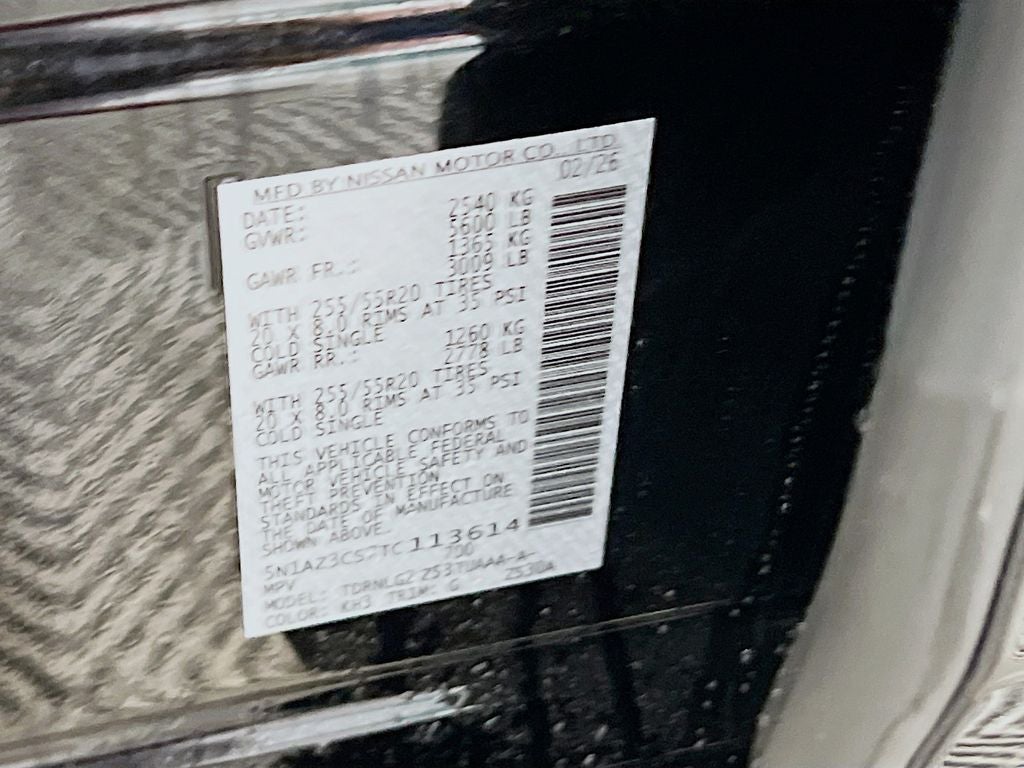 MFD BY NISSAN MOTOR CO., LTD.
DATE: 02/26
GVWR: 2540 KG
5600 LB
GAWR FR.: 1365 KG
3009 LB
WITH 255/55R20 TIRES
20 X 8.0 RIMS AT 35 PSI
COLD SINGLE
GAWR RR.: 1260 KG
2778 LB
WITH 255/55R20 TIRES
20 X 8.0 RIMS AT 35 PSI
COLD SINGLE
THIS VEHICLE CONFORMS TO
ALL APPLICABLE FEDERAL
MOTOR VEHICLE SAFETY AND
THEFT PREVENTION
STANDARDS IN EFFECT ON
THE DATE OF MANUFACTURE
SHOWN ABOVE.
5N1AZ3CS7TC113614
MPV 700
MODEL:
COLOR: KH3 TRIM: G Z530A